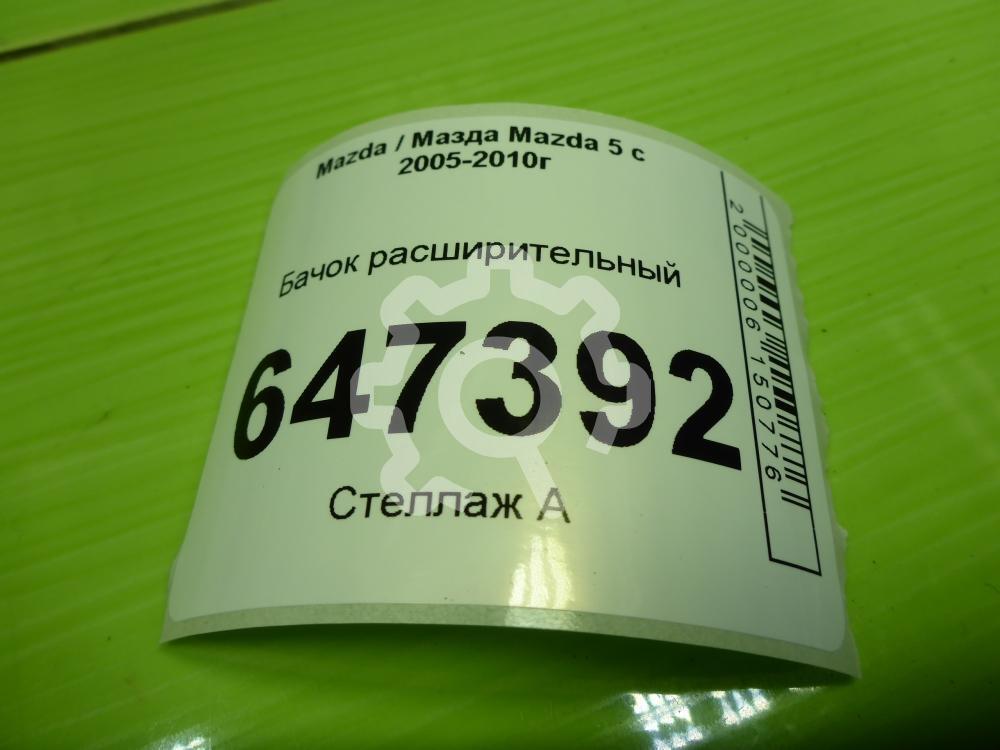 Mazda / Мазда Mazda 5 с
2005-2010г
Бачок расширительный
647392
Стеллаж А
2000006150776